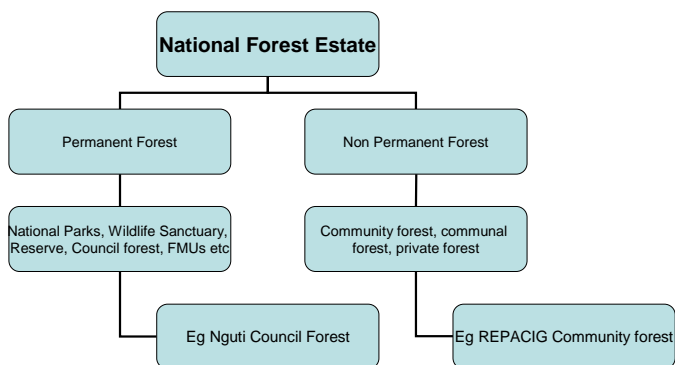 National Forest Estate
Permanent Forest
Non Permanent Forest
National Parks, Wildlife Sanctuary,
Reserve, Council forest, FMUs etc
Community forest, communal
forest, private forest
Eg Nguti Council Forest
Eg REPACIG Community forest